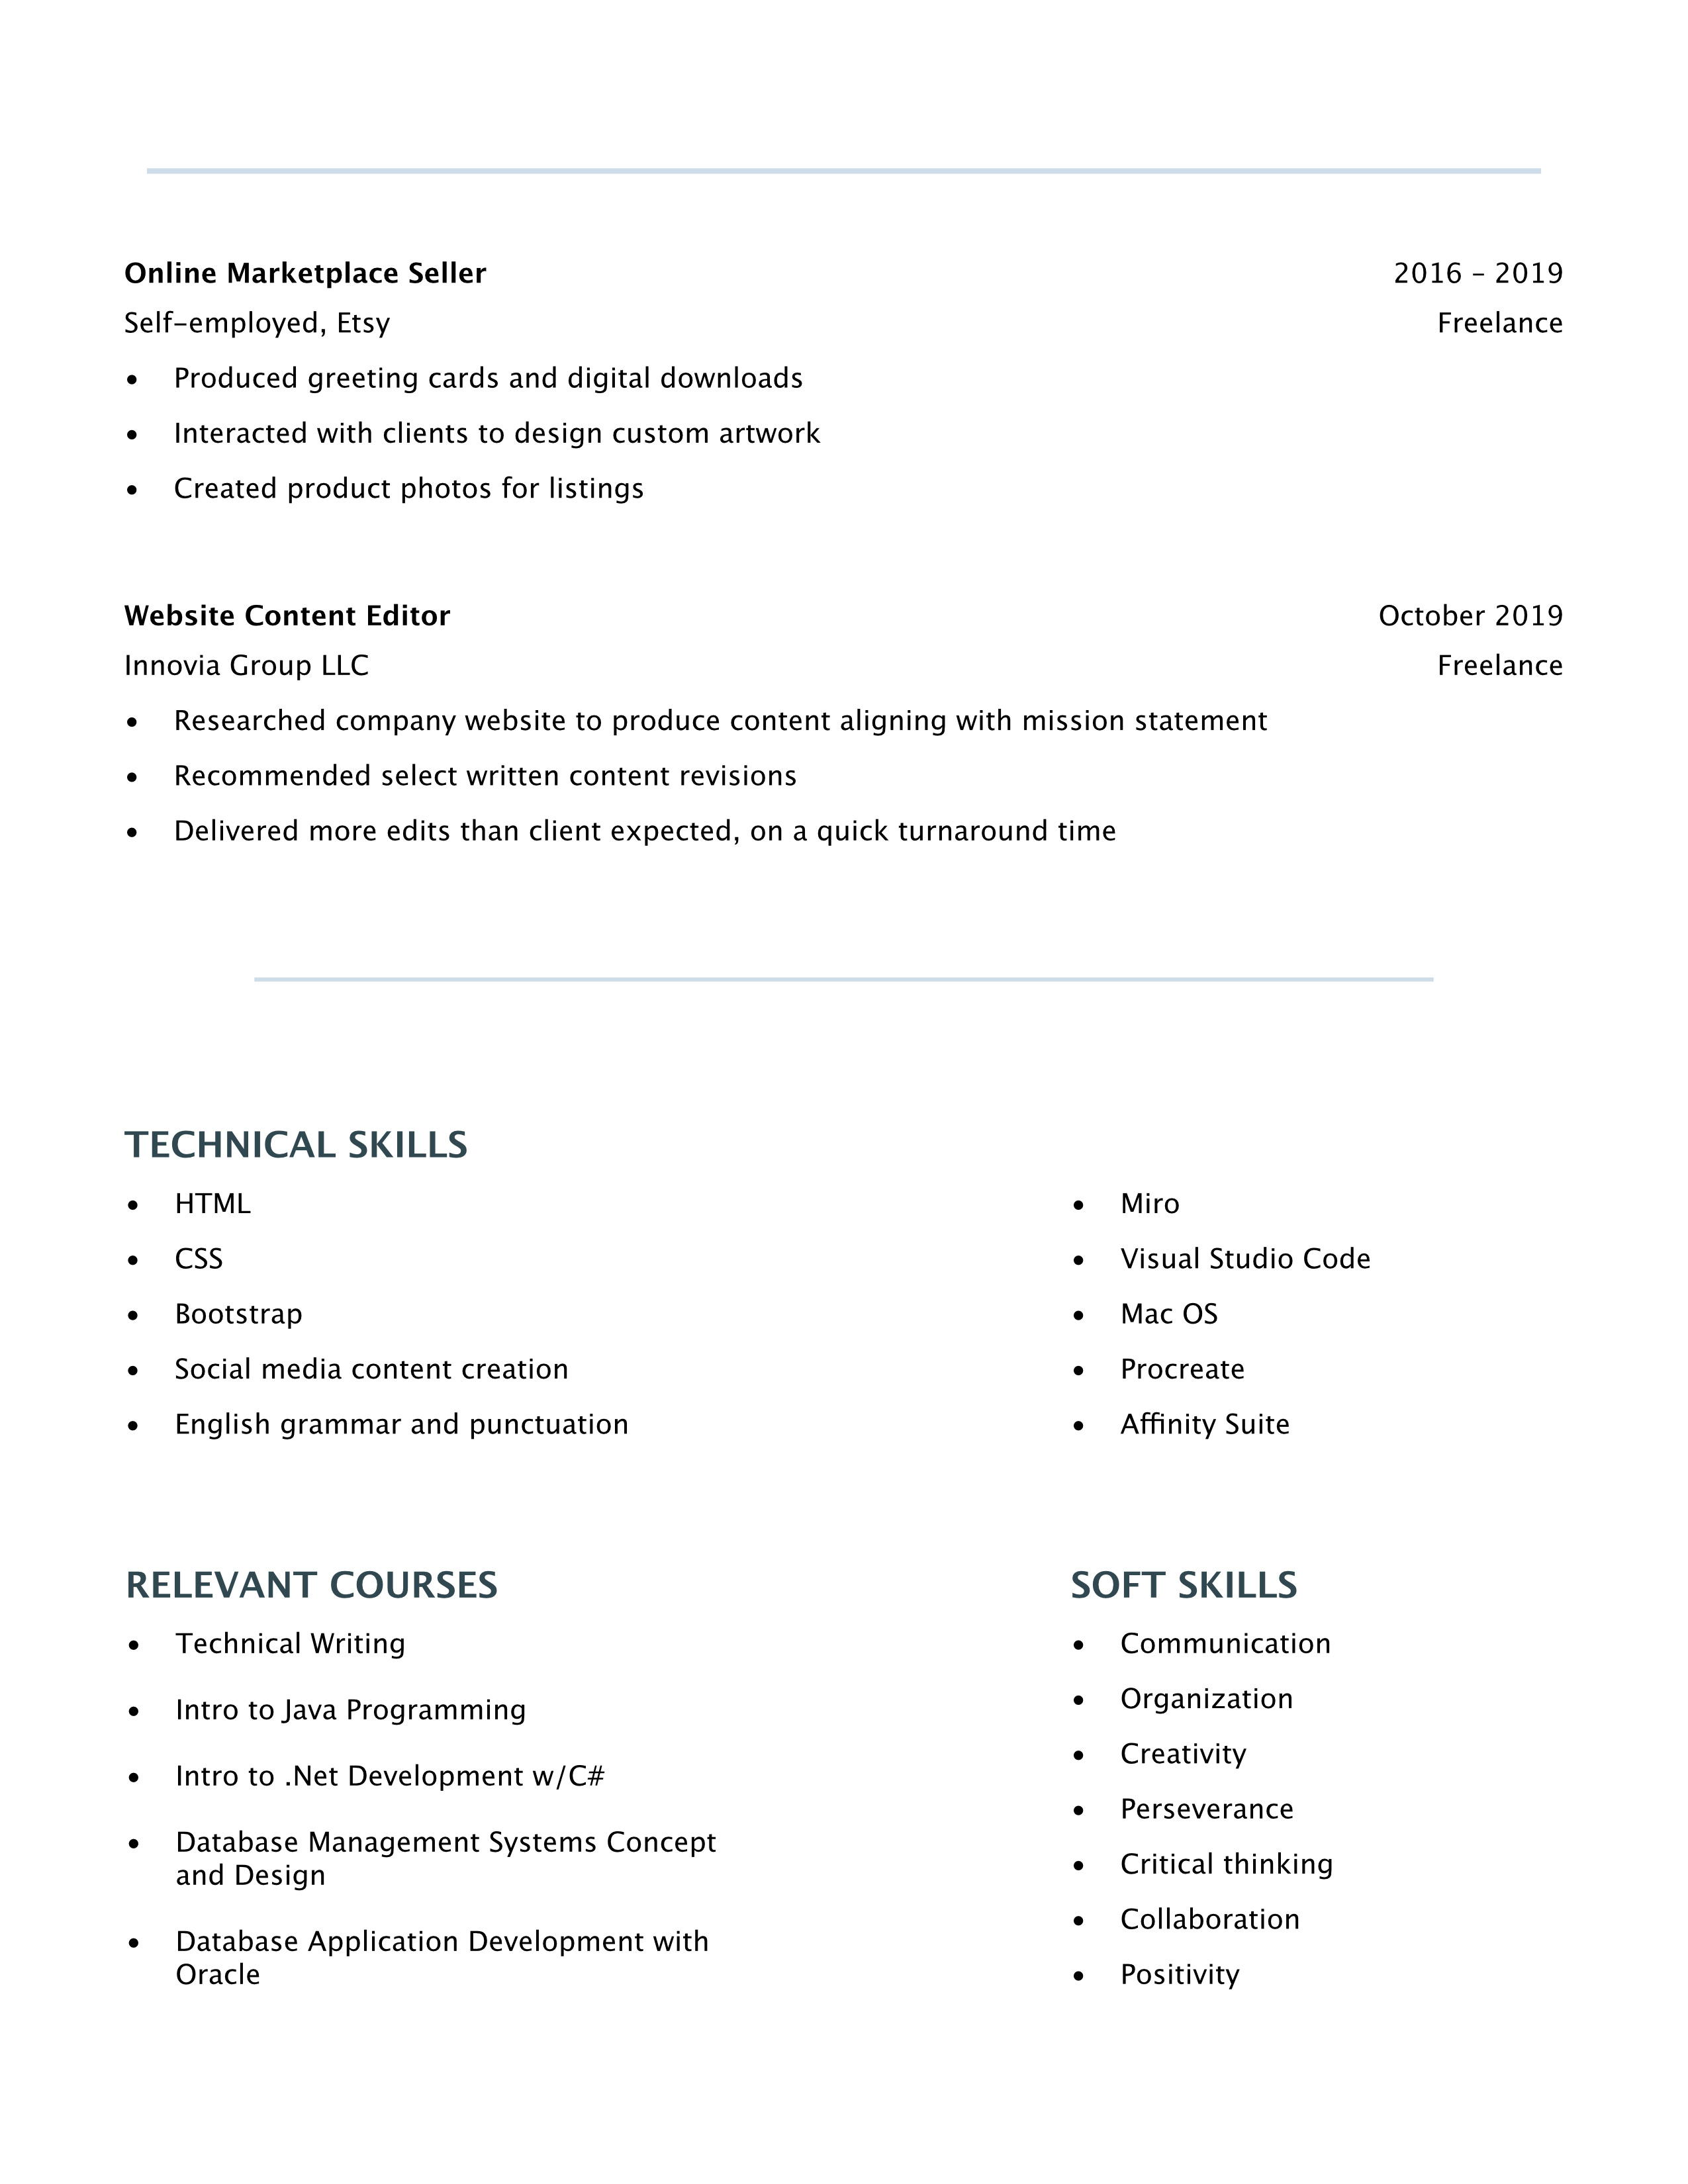 Online Marketplace Seller 2016 – 2019
Self-employed, Etsy Freelance
• Produced greeting cards and digital downloads
• Interacted with clients to design custom artwork
• Created product photos for listings
Website Content Editor October 2019
Innovia Group LLC Freelance
• Researched company website to produce content aligning with mission statement
• Recommended select written content revisions
• Delivered more edits than client expected, on a quick turnaround time
TECHNICAL SKILLS
• HTML
• CSS
• Bootstrap
• Social media content creation
• English grammar and punctuation
• Miro
• Visual Studio Code
• Mac OS
• Procreate
• Affinity Suite
RELEVANT COURSES
• Technical Writing
• Intro to Java Programming
• Intro to .Net Development w/C#
• Database Management Systems Concept
and Design
• Database Application Development with
Oracle
SOFT SKILLS
• Communication
• Organization
• Creativity
• Perseverance
• Critical thinking
• Collaboration
• Positivity